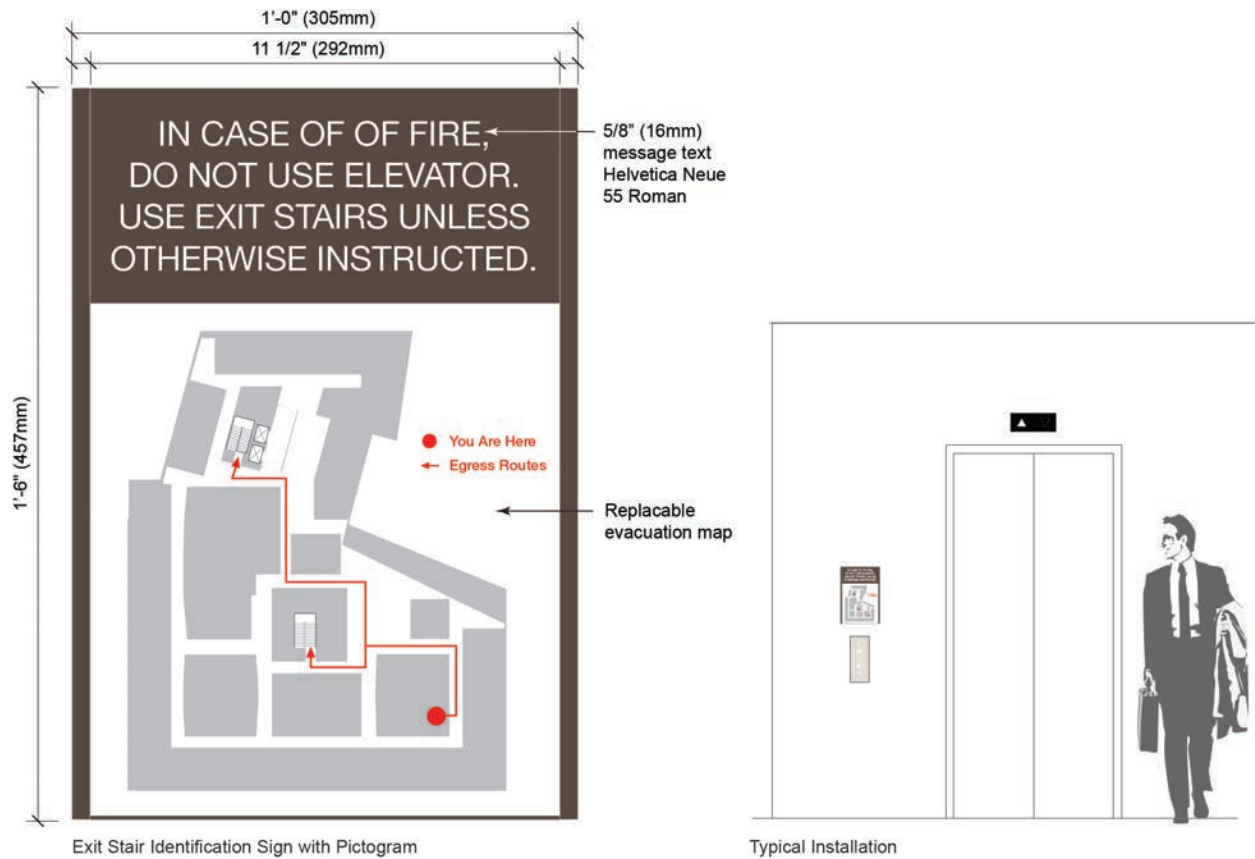 1'-0" (305mm)
11 1/2" (292mm)
1'-6" (457mm)
IN CASE OF OF FIRE,
DO NOT USE ELEVATOR.
USE EXIT STAIRS UNLESS
OTHERWISE INSTRUCTED.
5/8" (16mm)
message text
Helvetica Neue
55 Roman
You Are Here
Egress Routes
Replacable
evacuation map
Exit Stair Identification Sign with Pictogram
Typical Installation